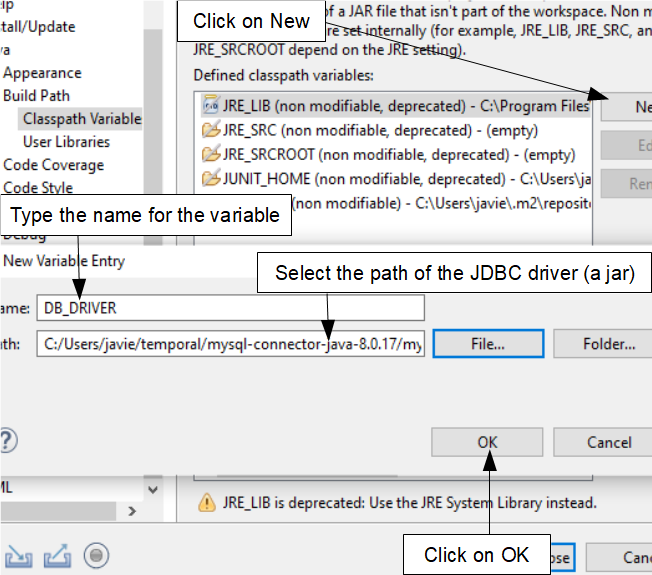 Click on New
of a JAR file that isn't part of the workspace. Non m
stall/Update
re set internally (for example, JRE_LIB, JRE_SRC, an
JRE_SRCROOT depend on the JRE setting).
va
Appearance
Defined classpath variables:
Build Path
Classpath Variable
JRE_LIB (non modifiable, deprecated) - C:\Program Files
Ne
User Libraries
JRE_SRC (non modifiable, deprecated) - (empty)
Ed
Code Coverage
JRE_SRCROOT (non modifiable, deprecated) - (empty)
Code Style
JUNIT_HOME (non modifiable, deprecated) - C:\Users\ja
Rem
Type the name for the variable
(non modifiable) - C:\Users\javie\.m2\reposit
Debug
New Variable Entry
Select the path of the JDBC driver (a jar)
ame:
DB_DRIVER
th:
C:/Users/javie/temporal/mysql-connector-java-8.0.17/my
File...
Folder...
?
OK
Cancel
ML
JRE_LIB is deprecated: Use the JRE System Library instead.
Click on OK
ose
Canc